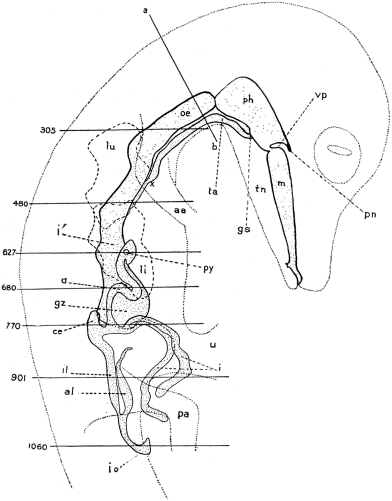 a
oe
ph
vp
305
lu
b
ta
gs
tn
m
pn
x
480
aa
i'
627
li
py
680
a
gz
770
ce
u
il
i
901
al
pa
1060
io